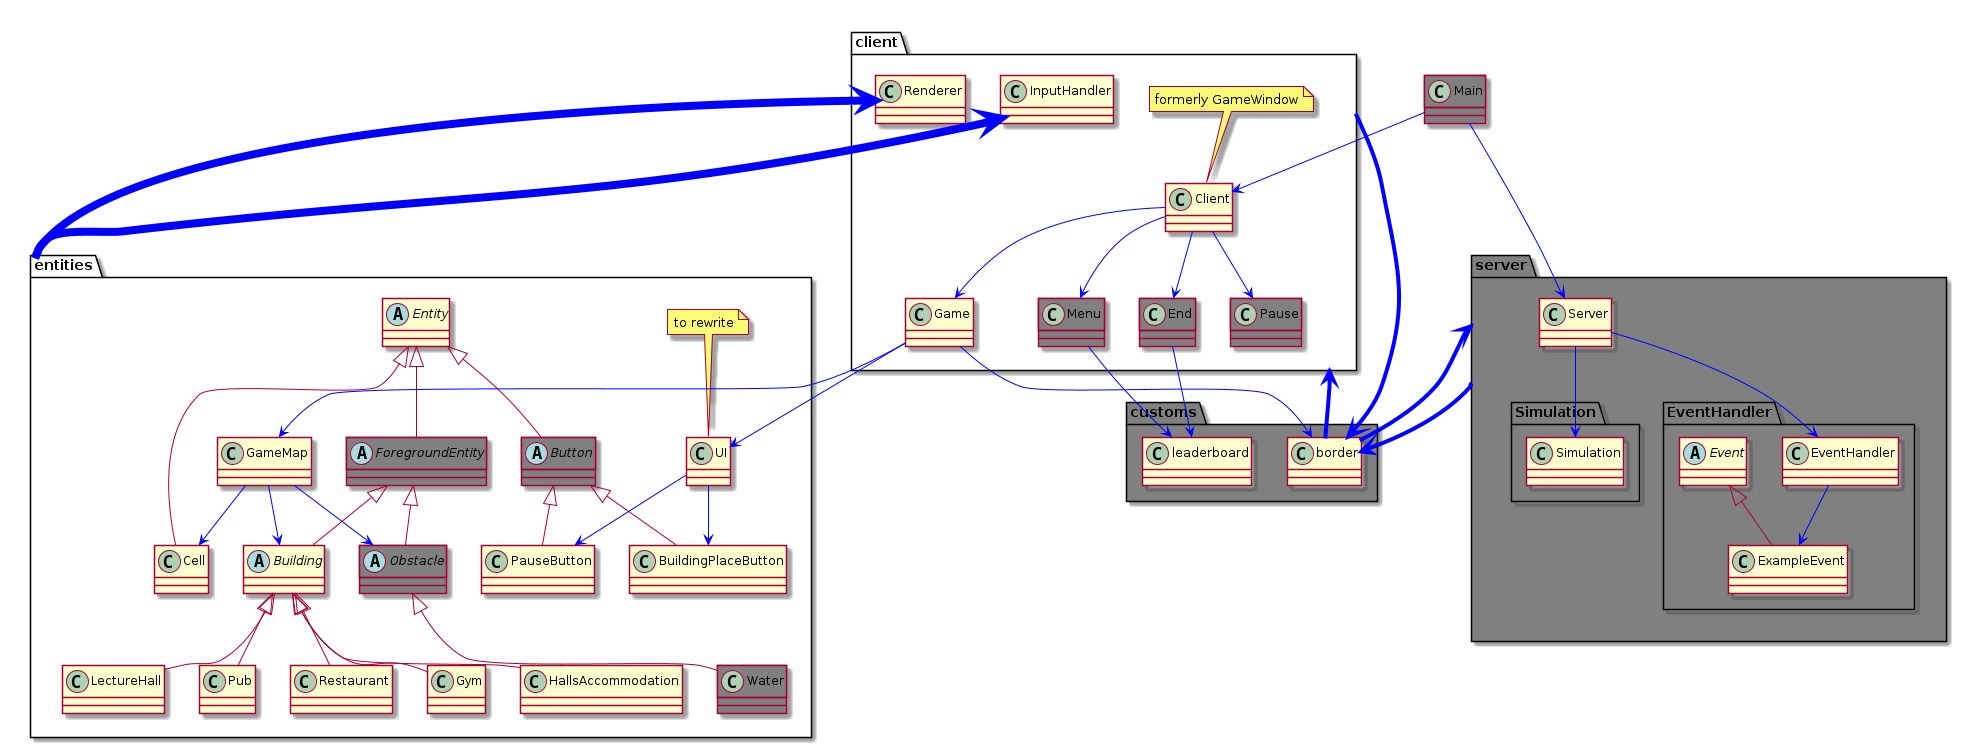 client
C Renderer
C InputHandler
formerly GameWindow
C Main
C Client
entities
server
A Entity
to rewrite
C Game
C Menu
C End
C Pause
C Server
customs
Simulation
EventHandler
C GameMap
A ForegroundEntity
A Button
C UI
C leaderboard
C border
C Simulation
A Event
C EventHandler
C Cell
A Building
A Obstacle
C PauseButton
C BuildingPlaceButton
C ExampleEvent
C LectureHall
C Pub
C Restaurant
C Gym
C HallsAccommodation
C Water